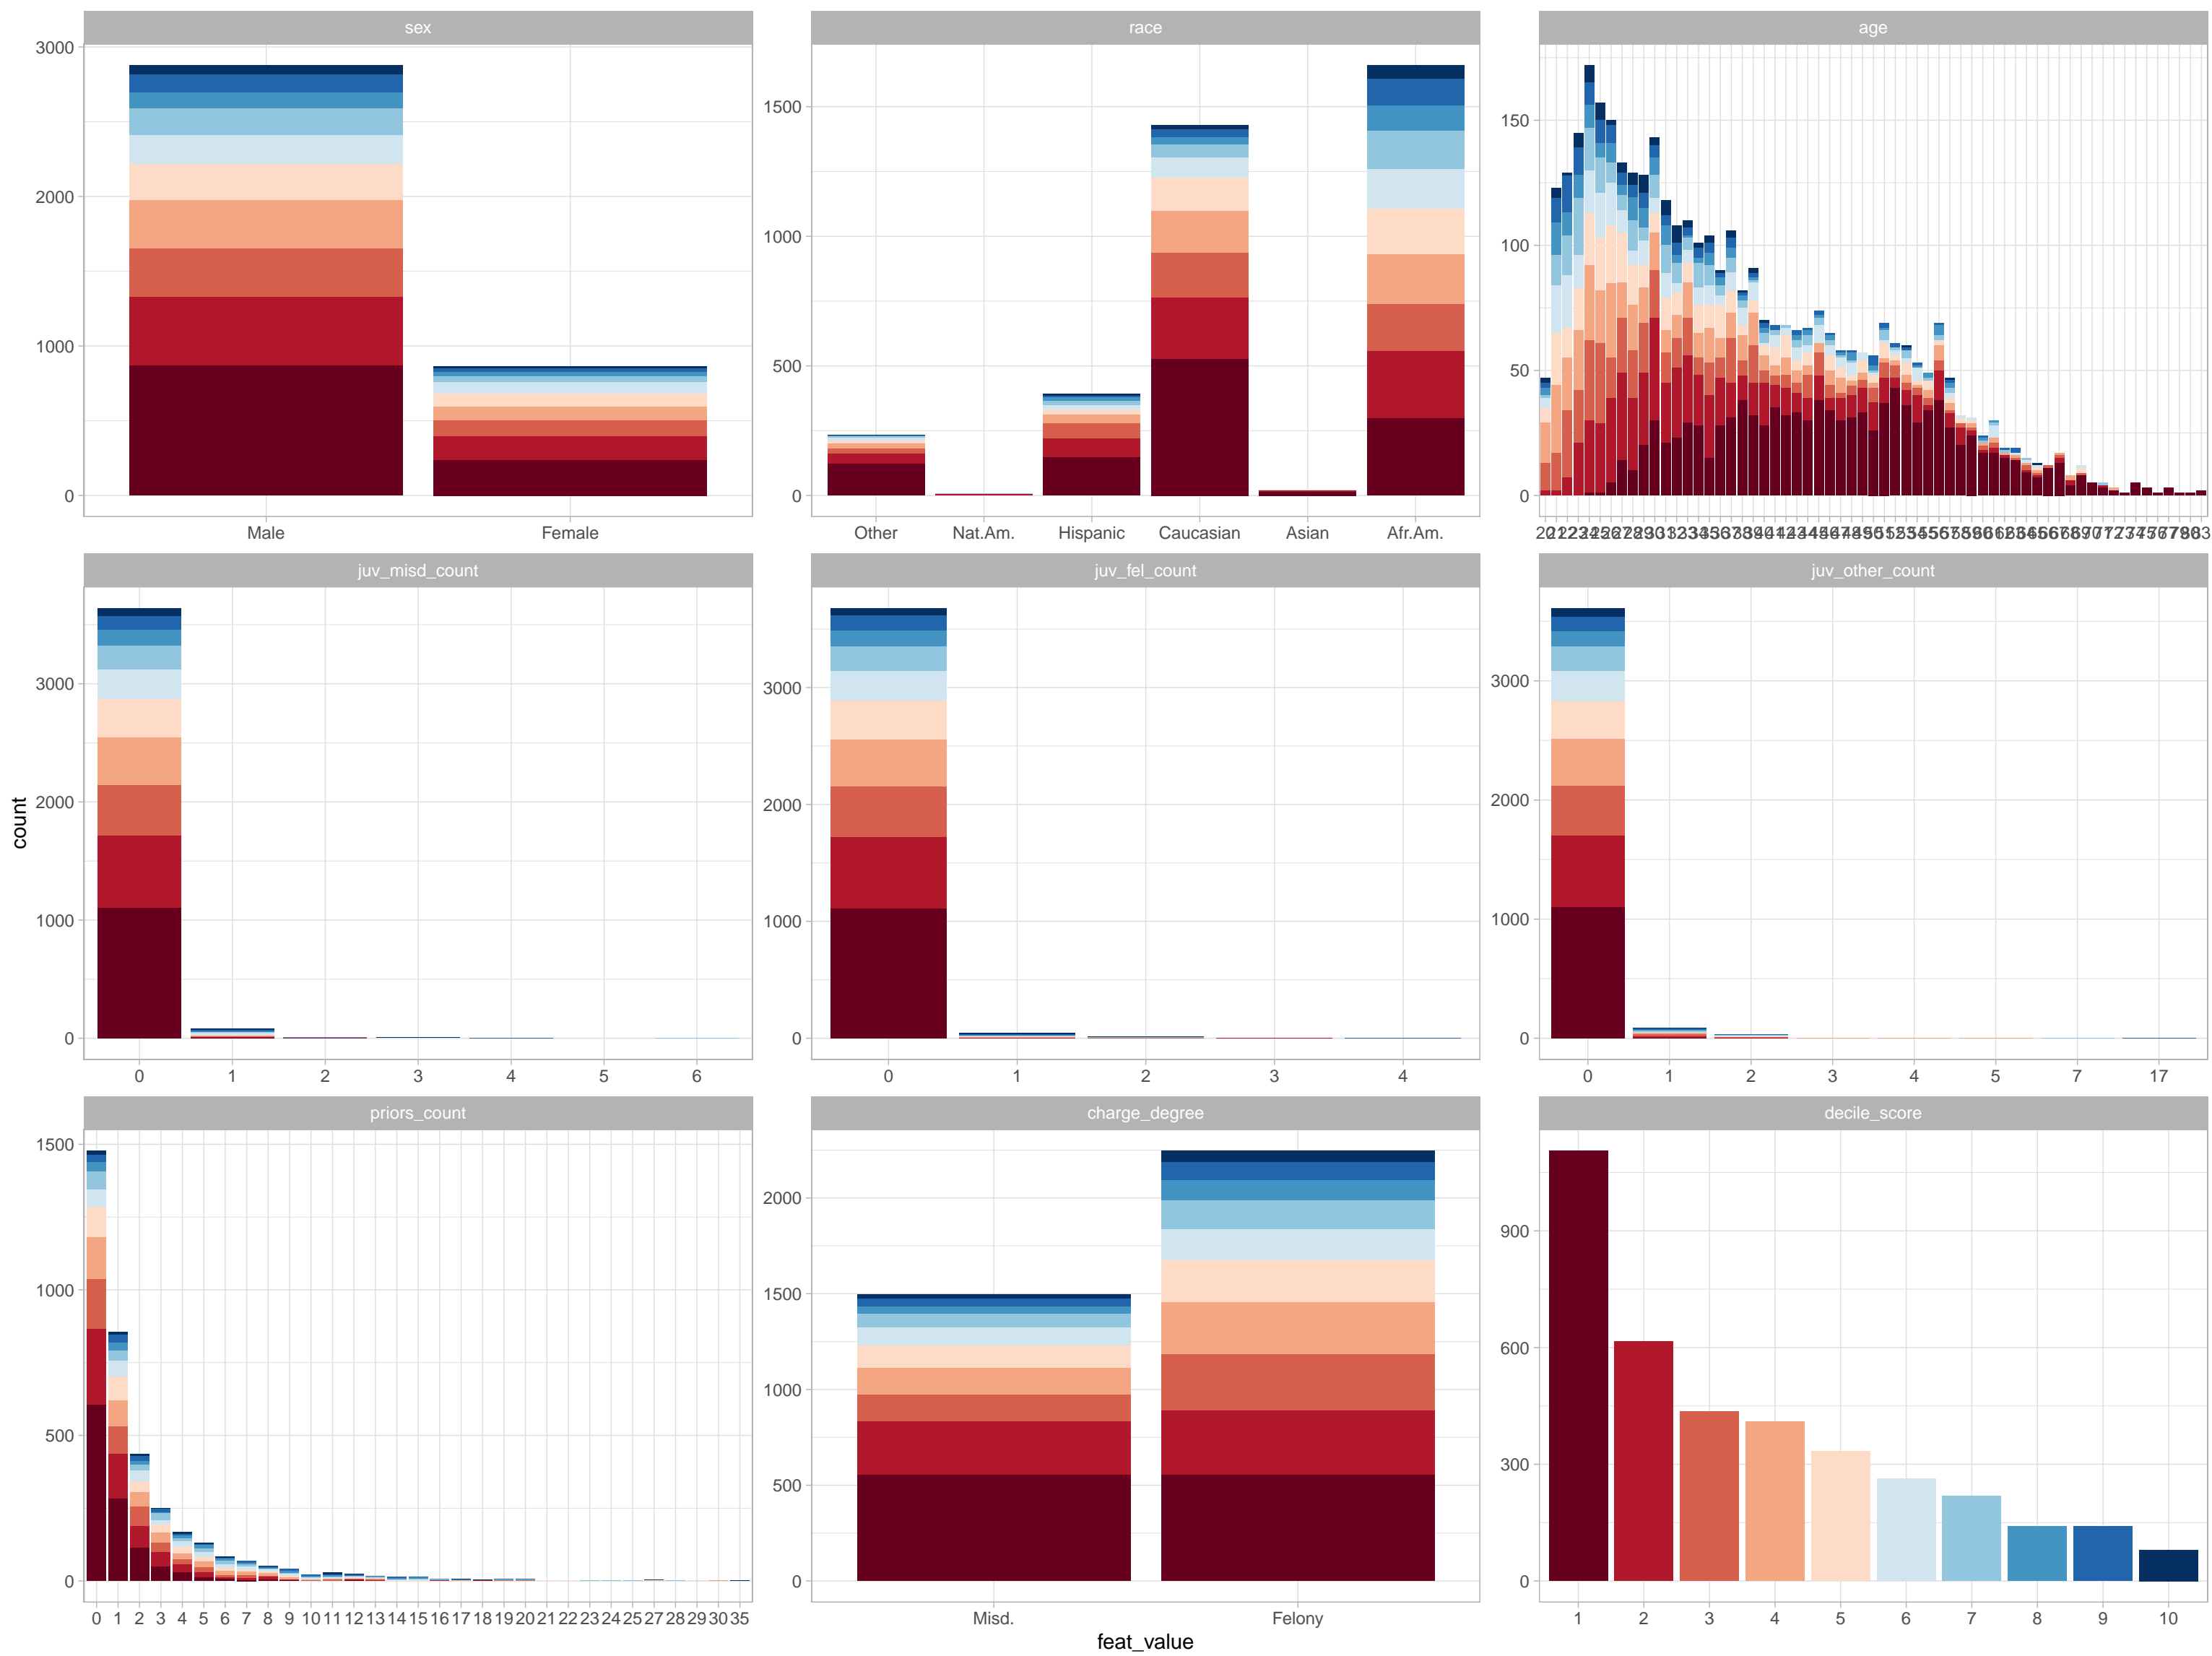 sex
race
age
3000
2000
1000
0
Male
Female
1500
1000
500
0
Other
Nat.Am.
Hispanic
Caucasian
Asian
Afr.Am.
150
100
50
0
juv_misd_count
juv_fel_count
juv_other_count
count
3000
2000
1000
0
0 1 2 3 4 5 6
3000
2000
1000
0
0 1 2 3 4
3000
2000
1000
0
0 1 2 3 4 5 7 17
priors_count
charge_degree
decile_score
1500
1000
500
0
0 1 2 3 4 5 6 7 8 9 10 11 12 13 14 15 16 17 18 19 20 21 22 23 24 25 27 28 29 30 35
2000
1500
1000
500
0
Misd.
Felony
900
600
300
0
1 2 3 4 5 6 7 8 9 10
feat_value